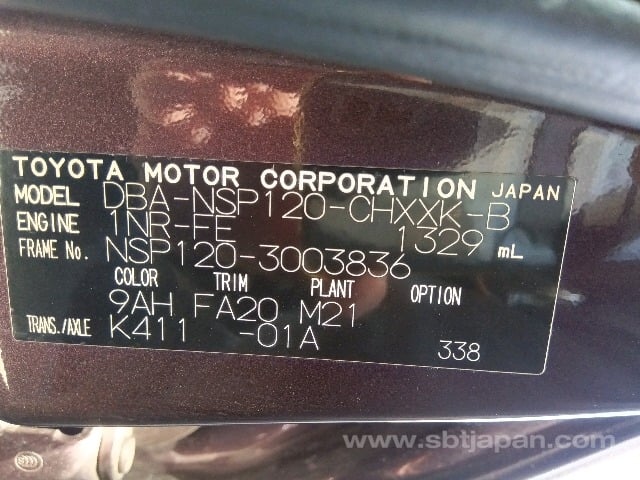 TOYOTA MOTOR CORPORATION JAPAN
MODEL DBA-NSP120-CHXXK-B
ENGINE 1NR-FE 1329 mL
FRAME No. NSP120-3003836
COLOR TRIM PLANT OPTION
9AH FA20 M21
TRANS./AXLE K411 -01A 338
www.sbtjapan.com